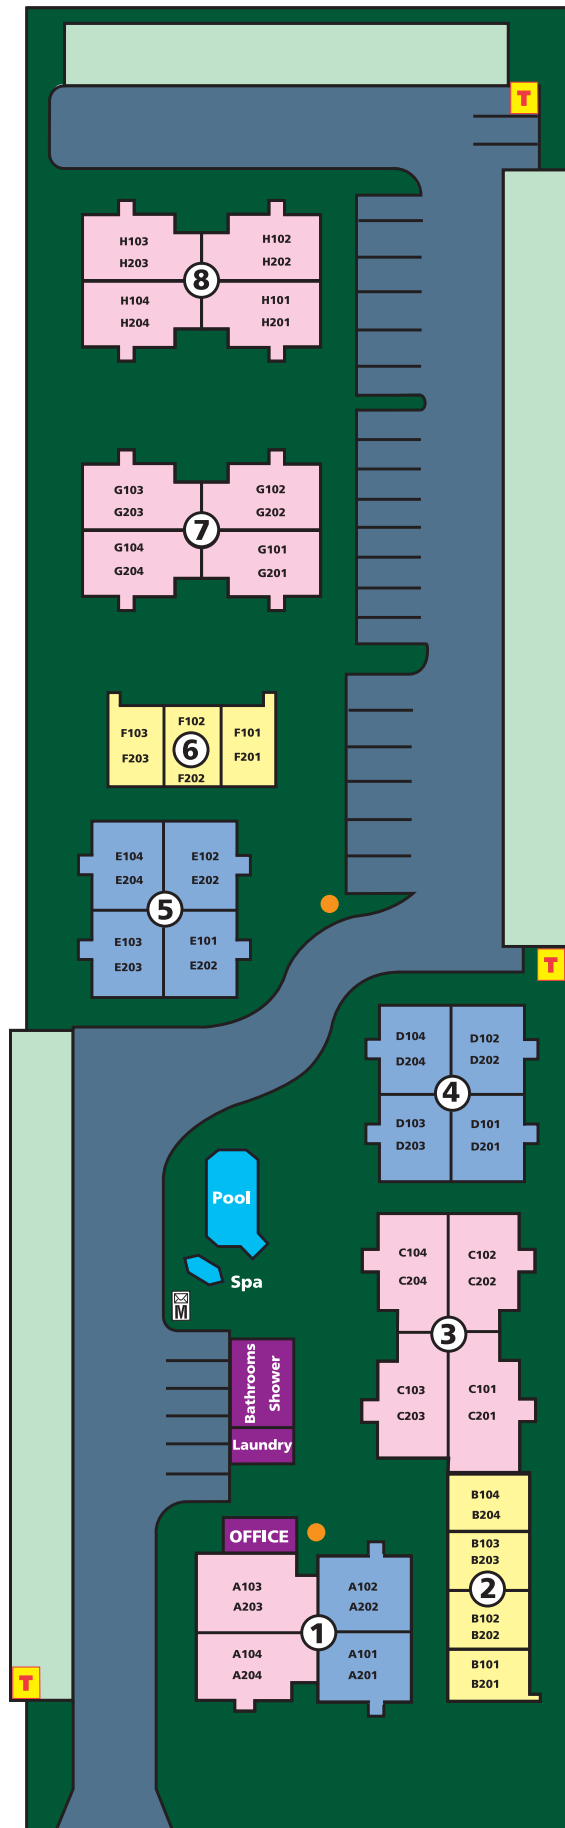 T
H103
H203
H102
H202
8
H104
H204
H101
H201
G103
G203
G102
G202
7
G104
G204
G101
G201
F103
F203
F102
6
F202
F101
F201
E104
E204
E102
E202
5
E103
E203
E101
E202
T
D104
D204
D102
D202
4
D103
D203
D101
D201
Pool
Spa
M
C104
C204
C102
C202
3
C103
C203
C101
C201
Bathrooms
Shower
Laundry
OFFICE
B104
B204
B103
B203
2
B102
B202
B101
B201
A103
A203
A102
A202
1
A104
A204
A101
A201
T